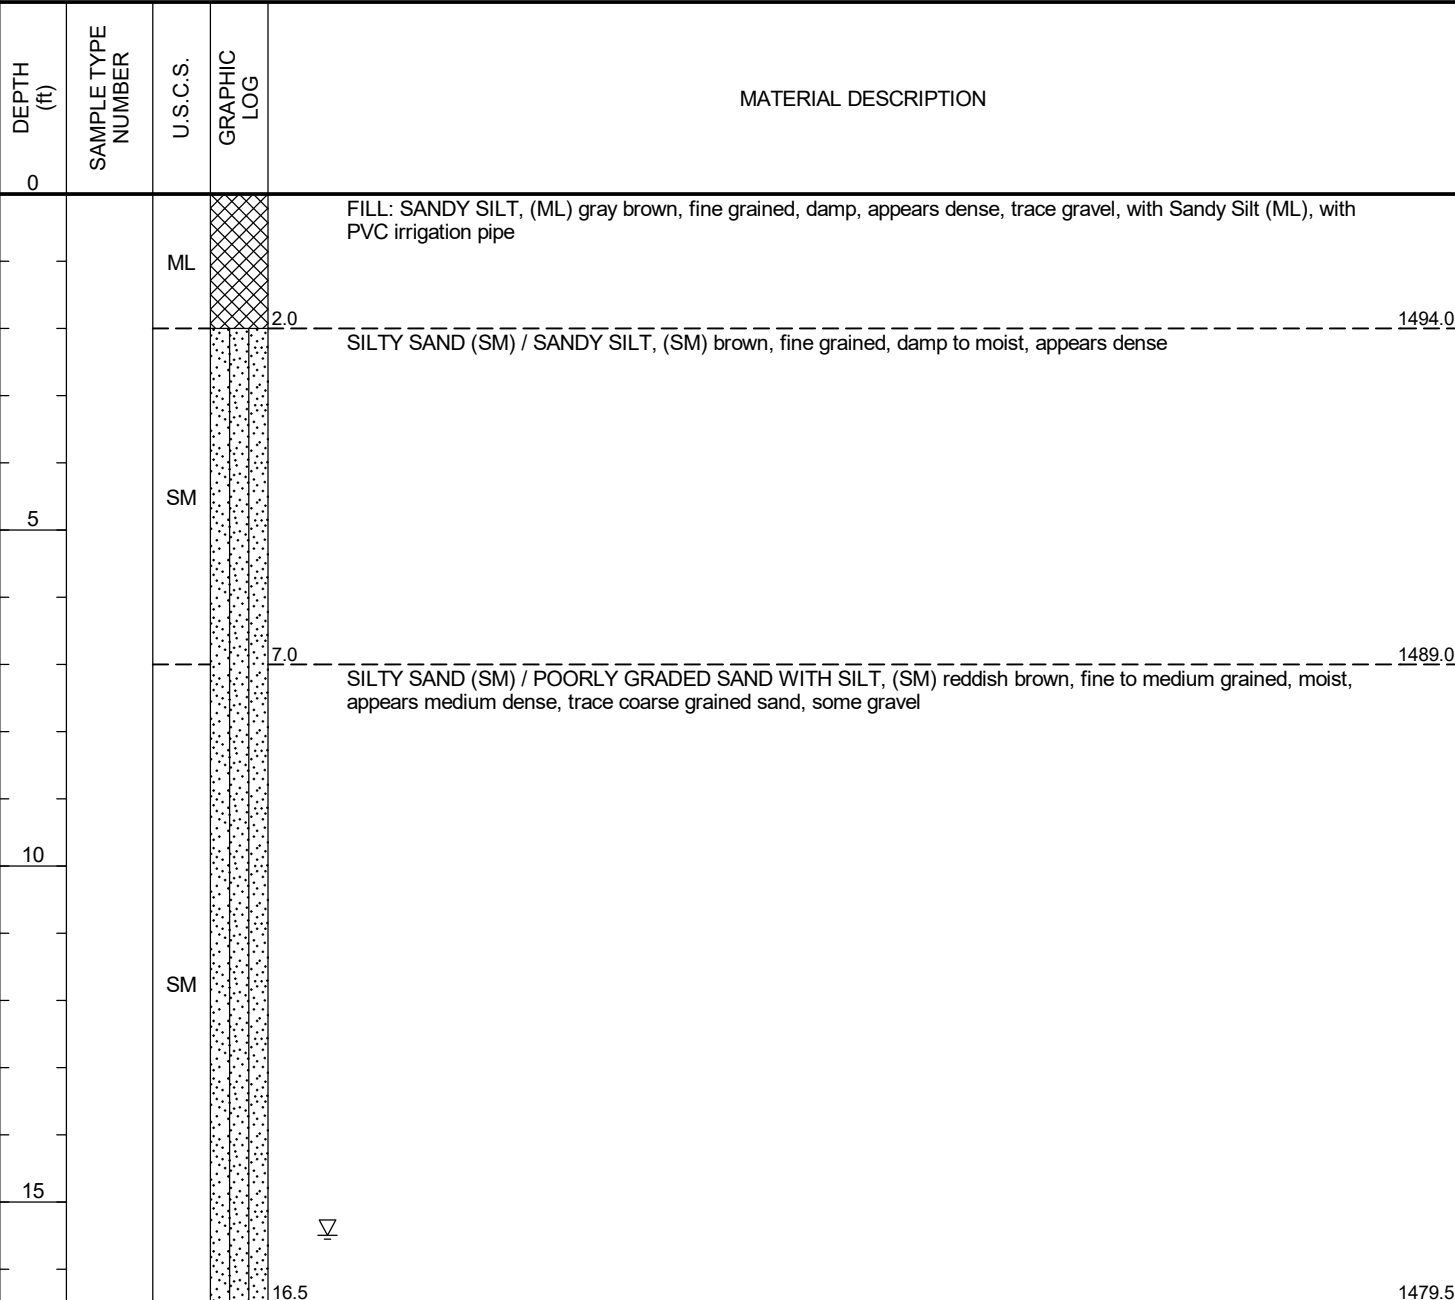 DEPTH
(ft)
SAMPLE TYPE
NUMBER
U.S.C.S.
GRAPHIC
LOG
MATERIAL DESCRIPTION
0
FILL: SANDY SILT, (ML) gray brown, fine grained, damp, appears dense, trace gravel, with Sandy Silt (ML), with
PVC irrigation pipe
ML
2.0 1494.0
SILTY SAND (SM) / SANDY SILT, (SM) brown, fine grained, damp to moist, appears dense
SM
5
7.0 1489.0
SILTY SAND (SM) / POORLY GRADED SAND WITH SILT, (SM) reddish brown, fine to medium grained, moist,
appears medium dense, trace coarse grained sand, some gravel
10
SM
15
16.5 1479.5